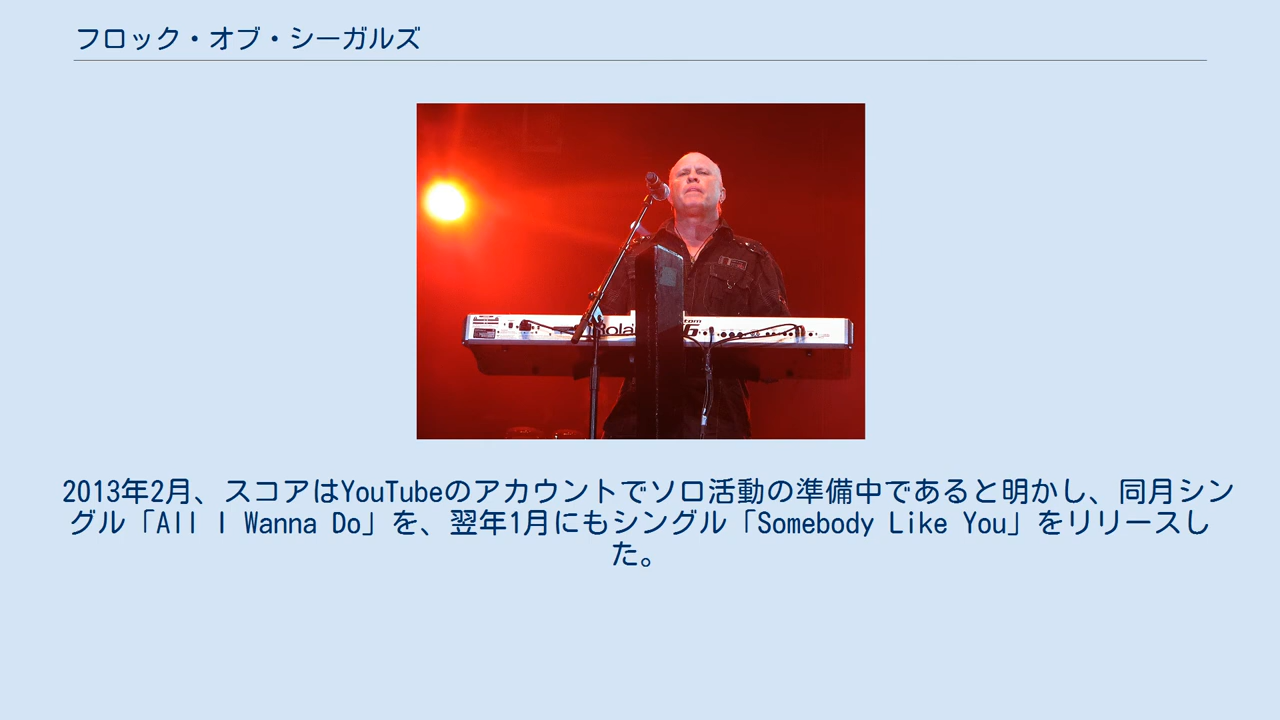 フロック・オブ・シーガルズ
2013年2月、スコアはYouTubeのアカウントでソロ活動の準備中であると明かし、同月シン
グル「All I Wanna Do」を、翌年1月にもシングル「Somebody Like You」をリリースし
た。